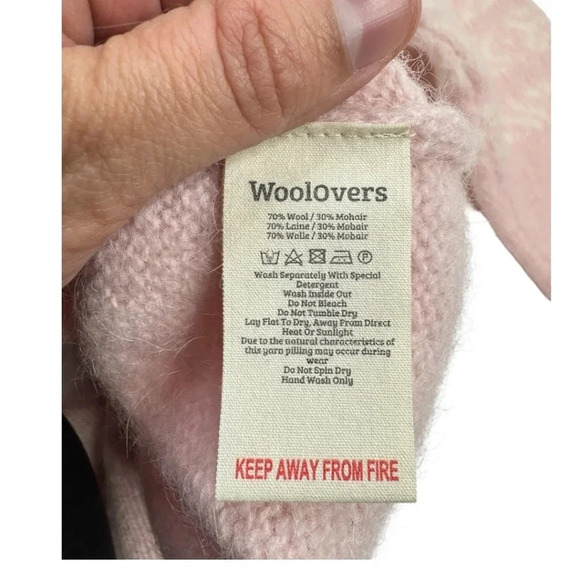 WoolOvers
70% Wool / 30% Mohair
70% Laine / 30% Mohair
70% Wolle / 30% Mohair
Wash Separately With Special
Detergent
Wash Inside Out
Do Not Bleach
Do Not Tumble Dry
Lay Flat To Dry, Away From Direct
Heat Or Sunlight
Due to the natural characteristics of
this yarn pilling may occur during
wear
Do Not Spin Dry
Hand Wash Only
KEEP AWAY FROM FIRE